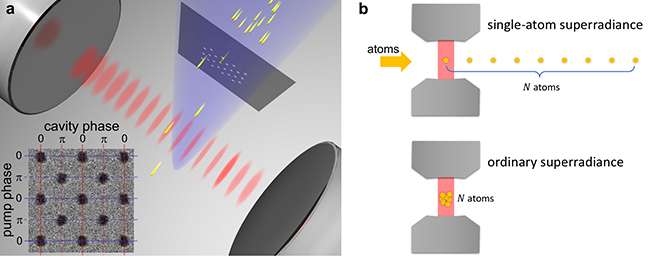 a
cavity phase
0 π 0 π 0
pump phase
0
π
0
π
0
b
single-atom superradiance
atoms
N atoms
ordinary superradiance
N atoms